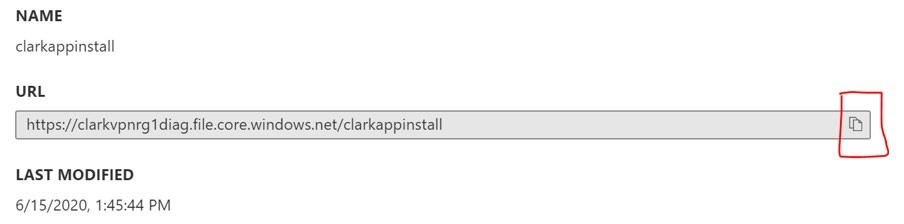 NAME
clarkappinstall
URL
https://clarkvpnrg1diag.file.core.windows.net/clarkappinstall
LAST MODIFIED
6/15/2020, 1:45:44 PM